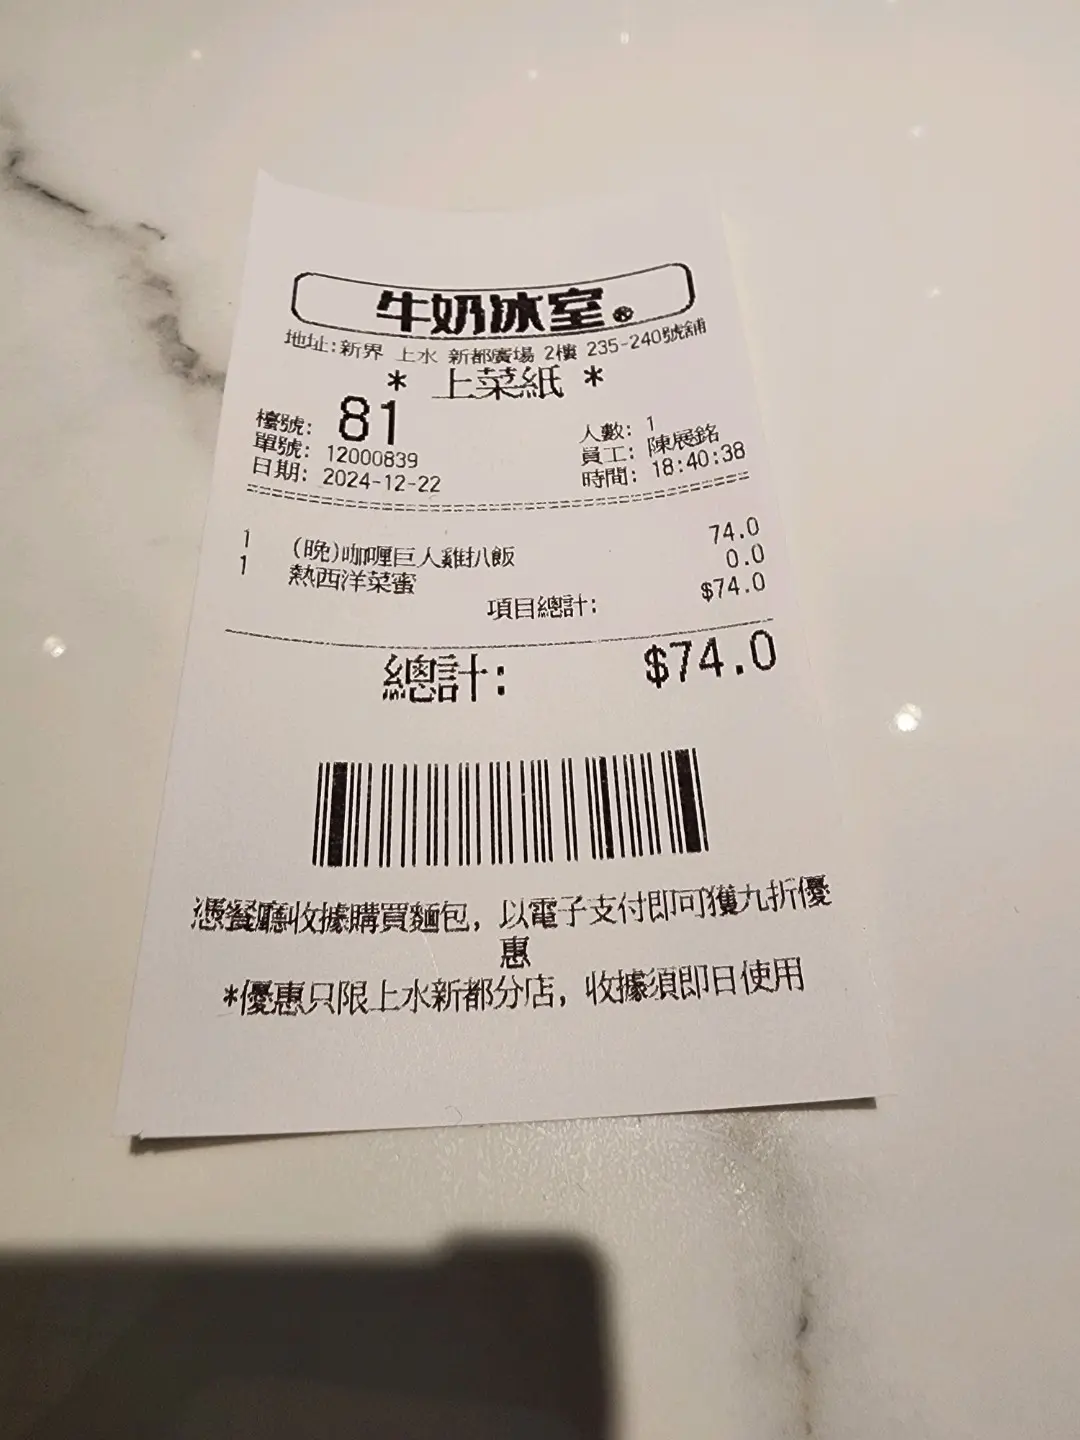 牛奶冰室®
地址:新界 上水 新都廣場 2樓 235-240號舖
* 上菜紙 *
檯號: 81 人數: 1
單號: 12000839 員工: 陳展銘
日期: 2024-12-22 時間: 18:40:38
1 (晚)咖喱巨人雞扒飯 74.0
1 熱西洋菜蜜 0.0
項目總計: $74.0
總計: $74.0
憑餐廳收據購買麵包, 以電子支付即可獲九折優
惠
*優惠只限上水新都分店, 收據須即日使用